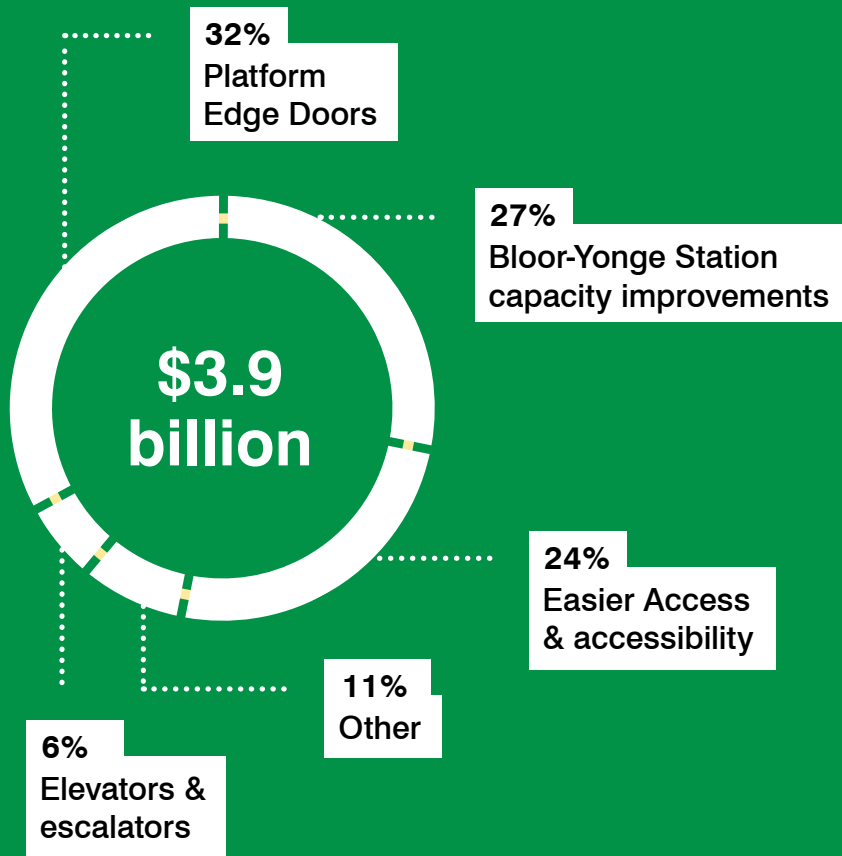 32%
Platform
Edge Doors
27%
Bloor-Yonge Station
capacity improvements
$3.9
billion
24%
Easier Access
& accessibility
11%
Other
6%
Elevators &
escalators